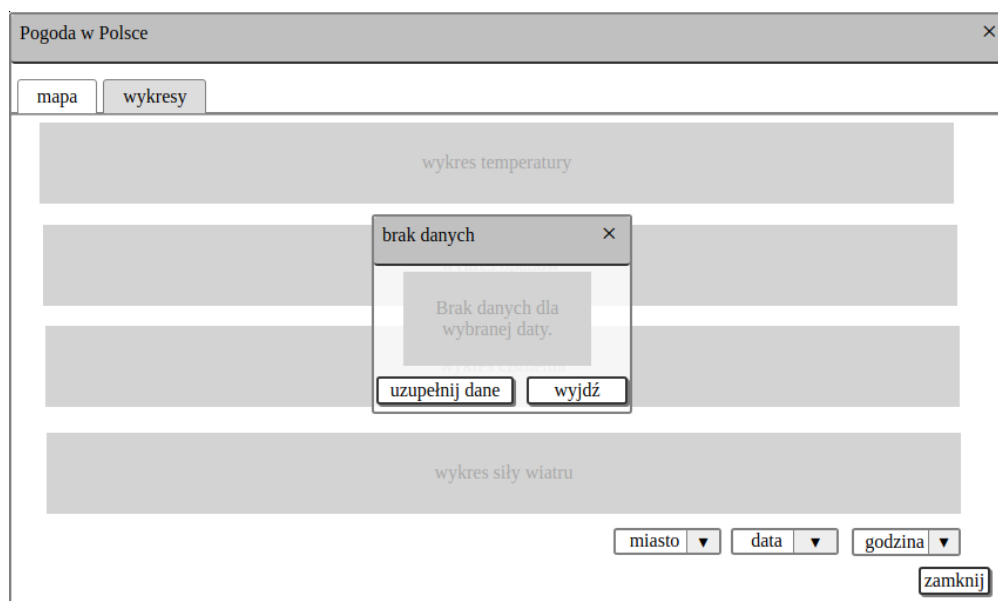 Pogoda w Polsce ×
mapa wykresy
wykres temperatury
brak danych ×
Brak danych dla
wybranej daty.
uzupełnij dane wyjdź
wykres siły wiatru
miasto ▼ data ▼ godzina ▼
zamknij